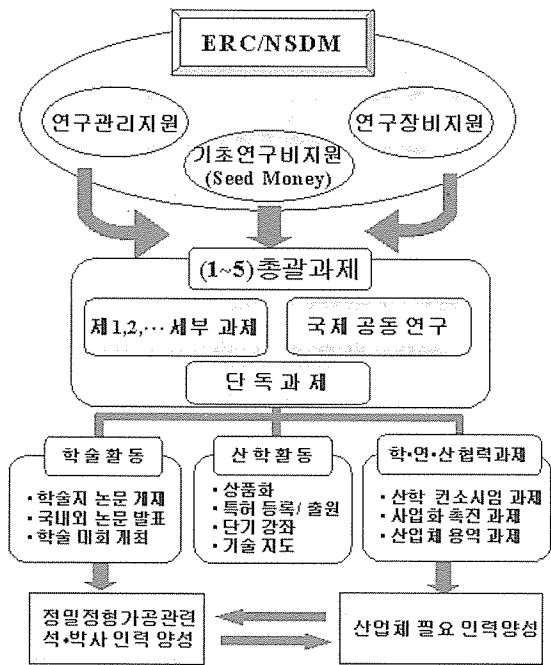 ERC/NSDM
연구관리지원
연구장비지원
기초연구비지원
(Seed Money)
(1~5)총괄과제
제1,2,··· 세부 과제
국제 공동 연구
단 독 과 제
학 술 활 동
• 학술지 논문 게재
• 국내외 논문 발표
• 학술 대회 개최
산 학 활 동
• 상품화
• 특허 등록/ 출원
• 단기 강좌
• 기술 지도
학•연•산협력과제
• 산학 컨소시엄 과제
• 사업화 촉진 과제
• 산업체 용역 과제
정밀정형가공관련
석•박사 인력 양성
산업체 필요 인력양성